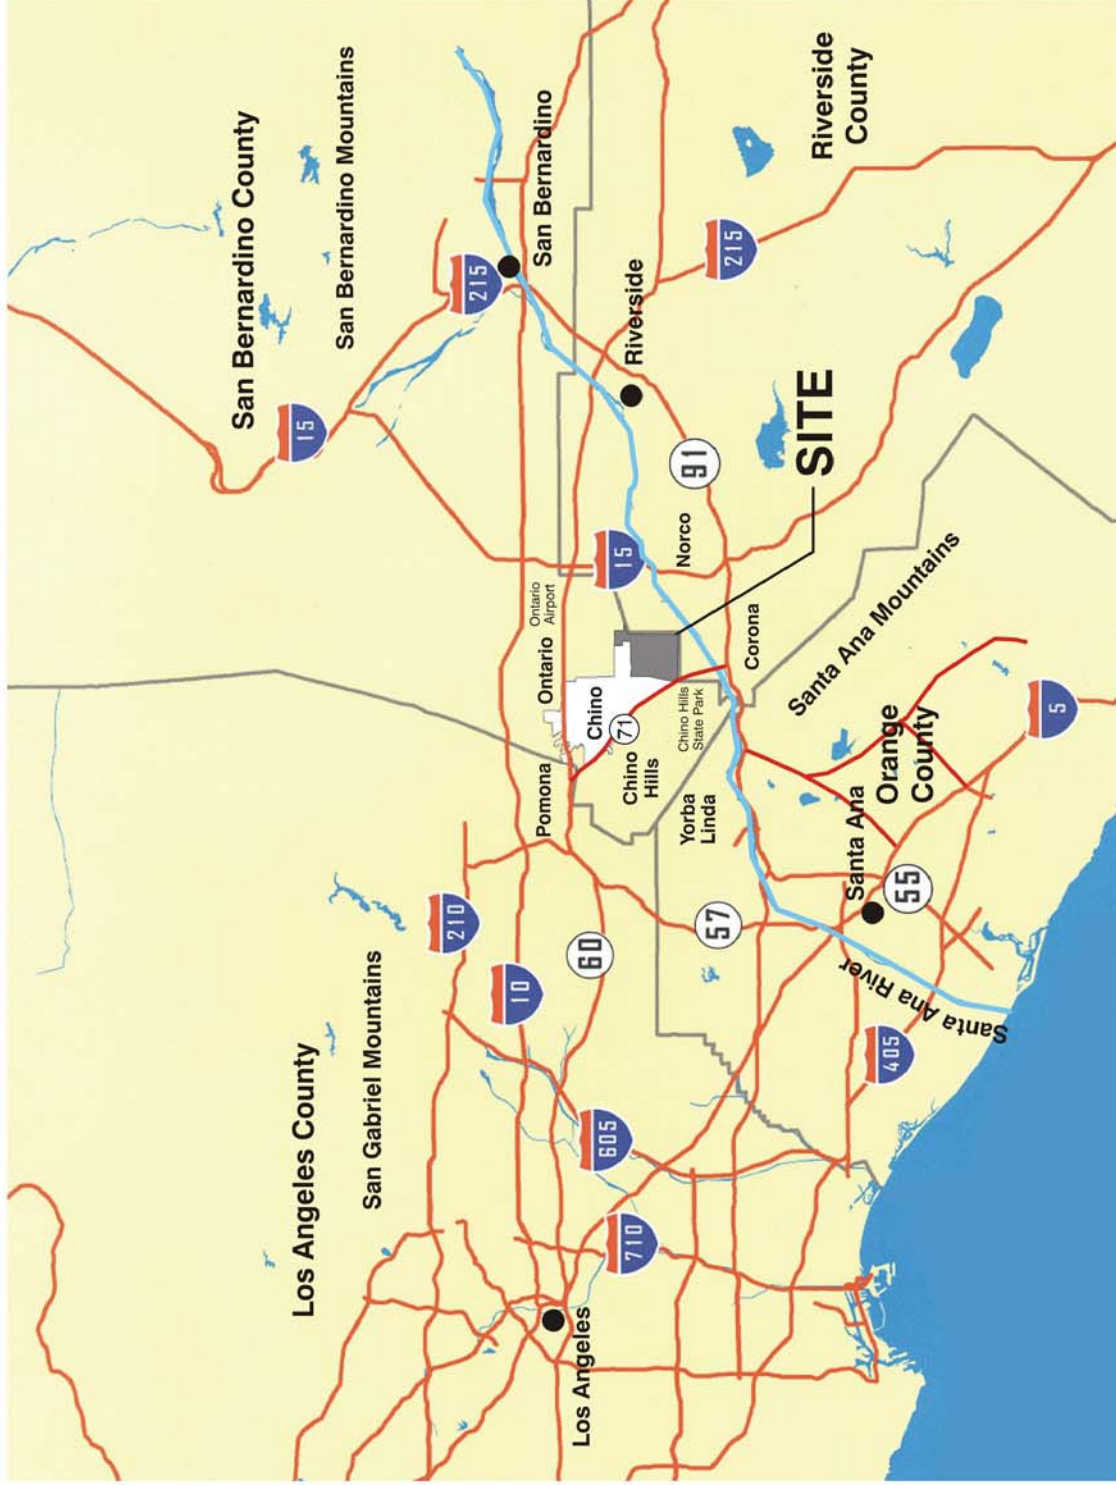 San Bernardino County
San Bernardino Mountains
Los Angeles County
San Gabriel Mountains
15
215
San Bernardino
210
10
Pomona
Ontario
Ontario
Airport
Los Angeles
60
605
710
Chino
71
Chino
Hills
Chino Hills
State Park
15
Riverside
Norco
91
215
Riverside
County
SITE
Corona
Yorba
Linda
57
Santa Ana Mountains
Orange
County
Santa Ana
55
5
405
Santa Ana River